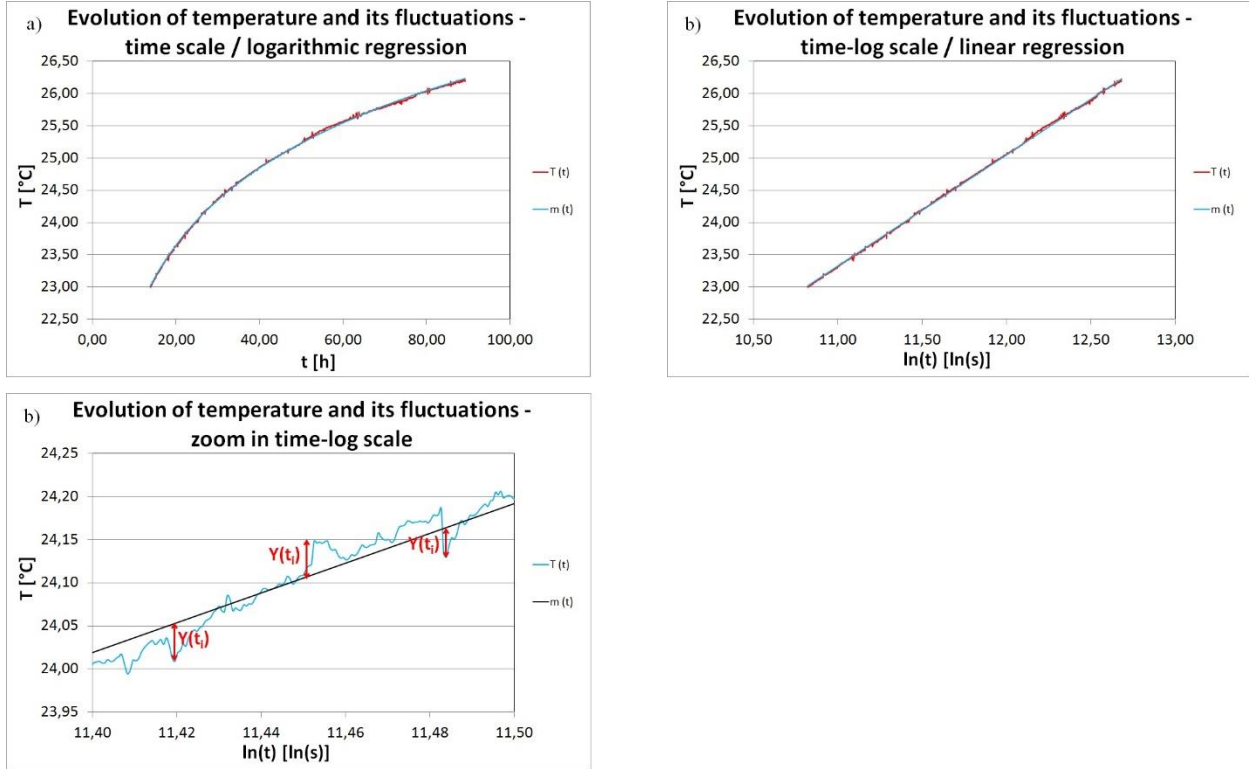 a)
Evolution of temperature and its fluctuations -
time scale / logarithmic regression
26,50
26,00
25,50
25,00
24,50
24,00
23,50
23,00
22,50
T [°C]
0,00 20,00 40,00 60,00 80,00 100,00
t [h]
T (t)
m (t)
b)
Evolution of temperature and its fluctuations -
time-log scale / linear regression
26,50
26,00
25,50
25,00
24,50
24,00
23,50
23,00
22,50
T [°C]
10,50 11,00 11,50 12,00 12,50 13,00
ln(t) [ln(s)]
T (t)
m (t)
b)
Evolution of temperature and its fluctuations -
zoom in time-log scale
24,25
24,20
24,15
24,10
24,05
24,00
23,95
T [°C]
Y(tᵢ)
Y(tᵢ)
Y(tᵢ)
11,40 11,42 11,44 11,46 11,48 11,50
ln(t) [ln(s)]
T (t)
m (t)